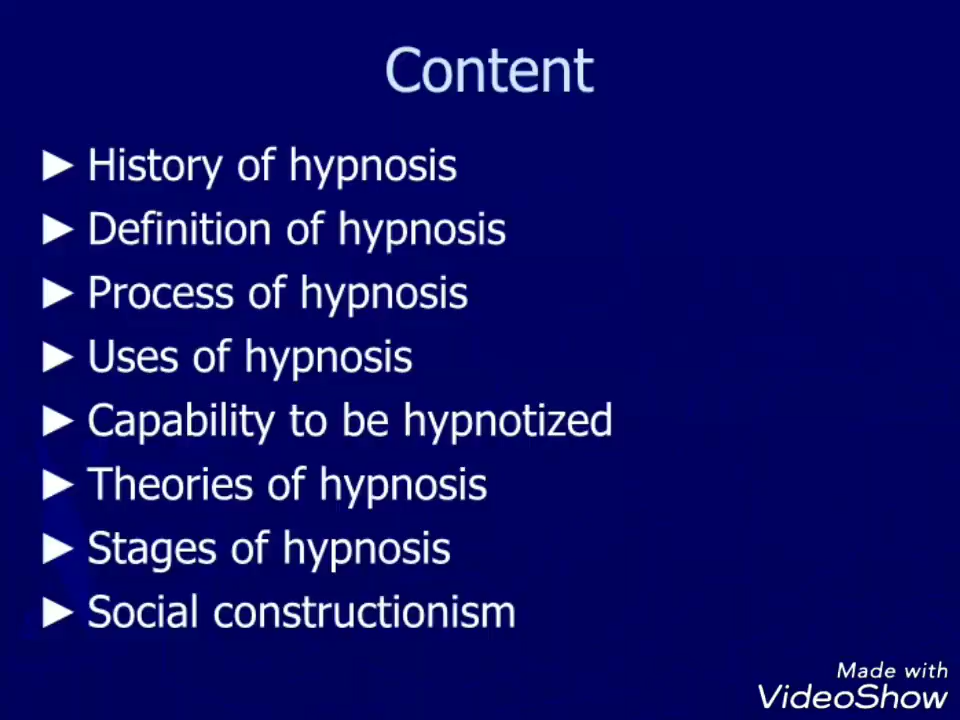 Content
► History of hypnosis
► Definition of hypnosis
► Process of hypnosis
► Uses of hypnosis
► Capability to be hypnotized
► Theories of hypnosis
► Stages of hypnosis
► Social constructionism
Made with
VideoShow